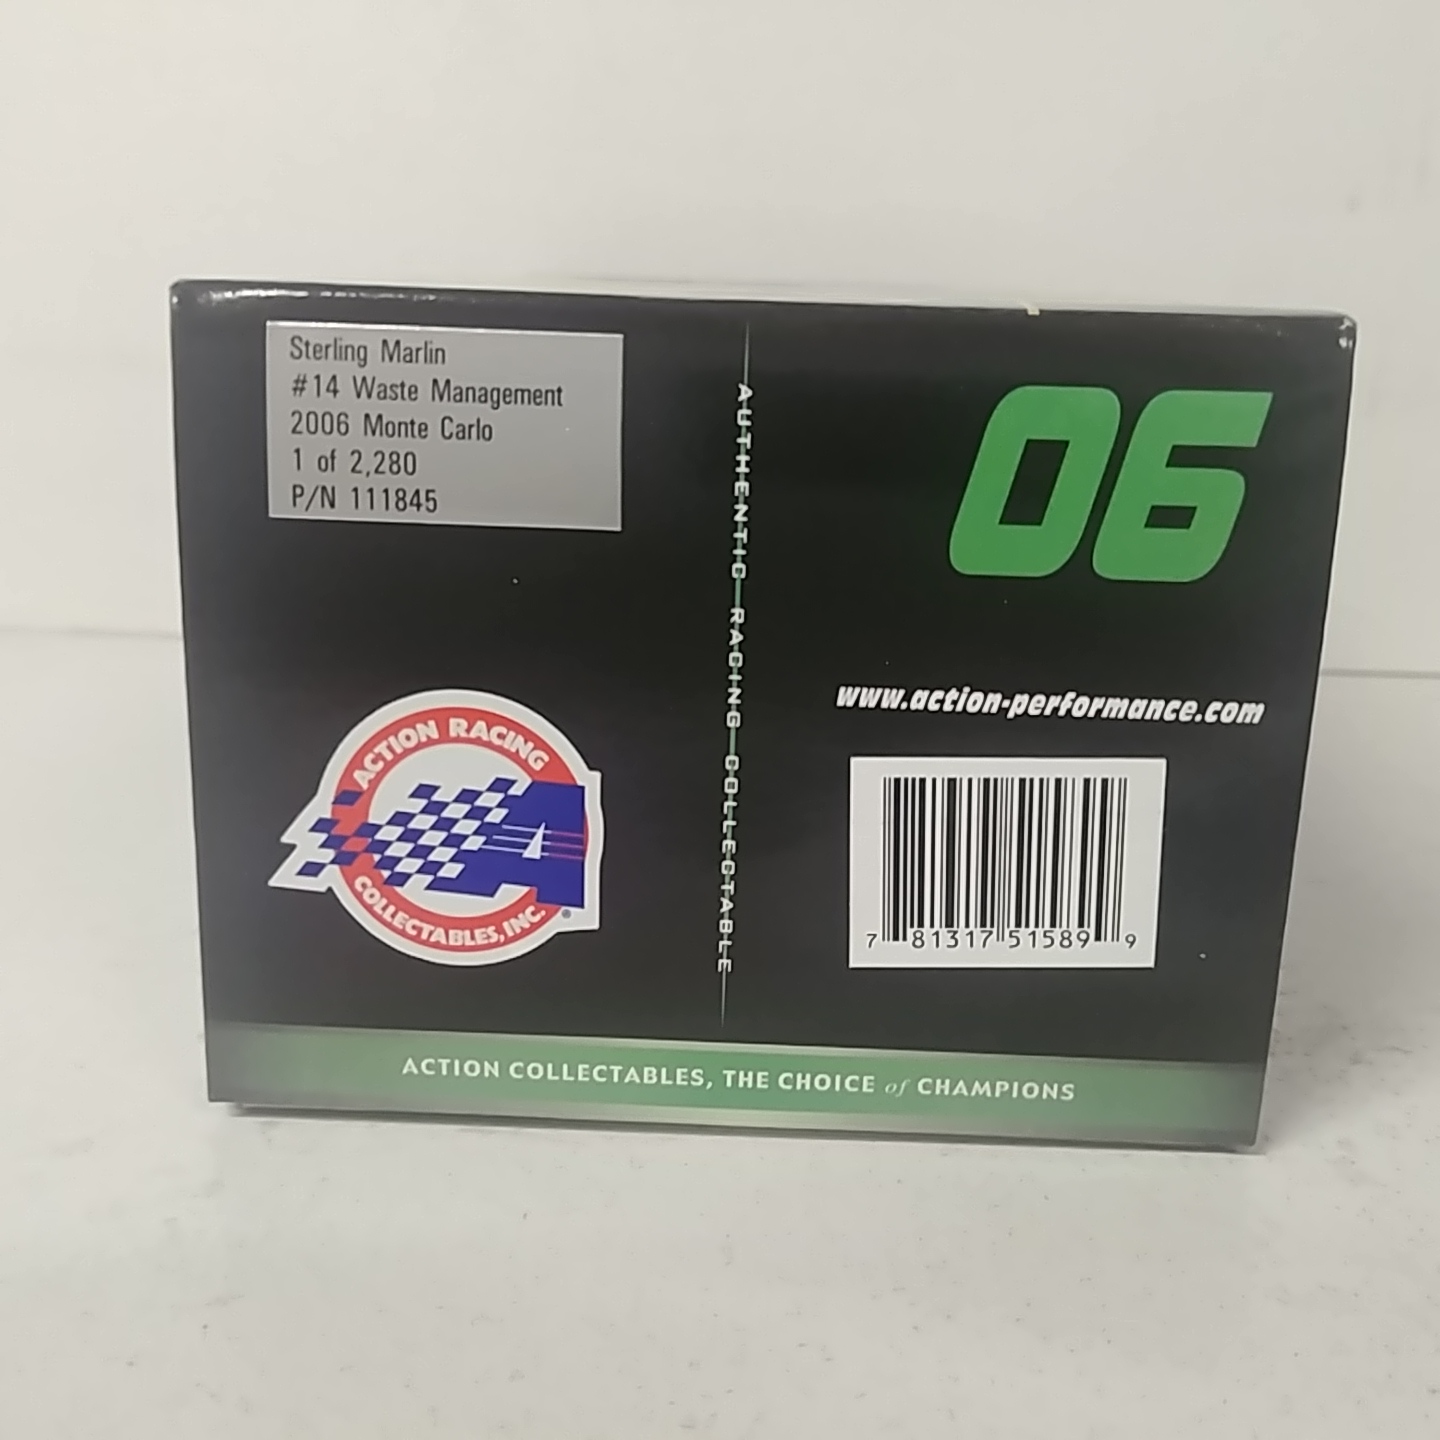 Sterling Marlin
#14 Waste Management
2006 Monte Carlo
1 of 2,280
P/N 111845
AUTHENTIC RACING COLLECTABLE
06
www.action-performance.com
ACTION RACING
COLLECTABLES, INC.
7 81317 51589 9
ACTION COLLECTABLES, THE CHOICE of CHAMPIONS